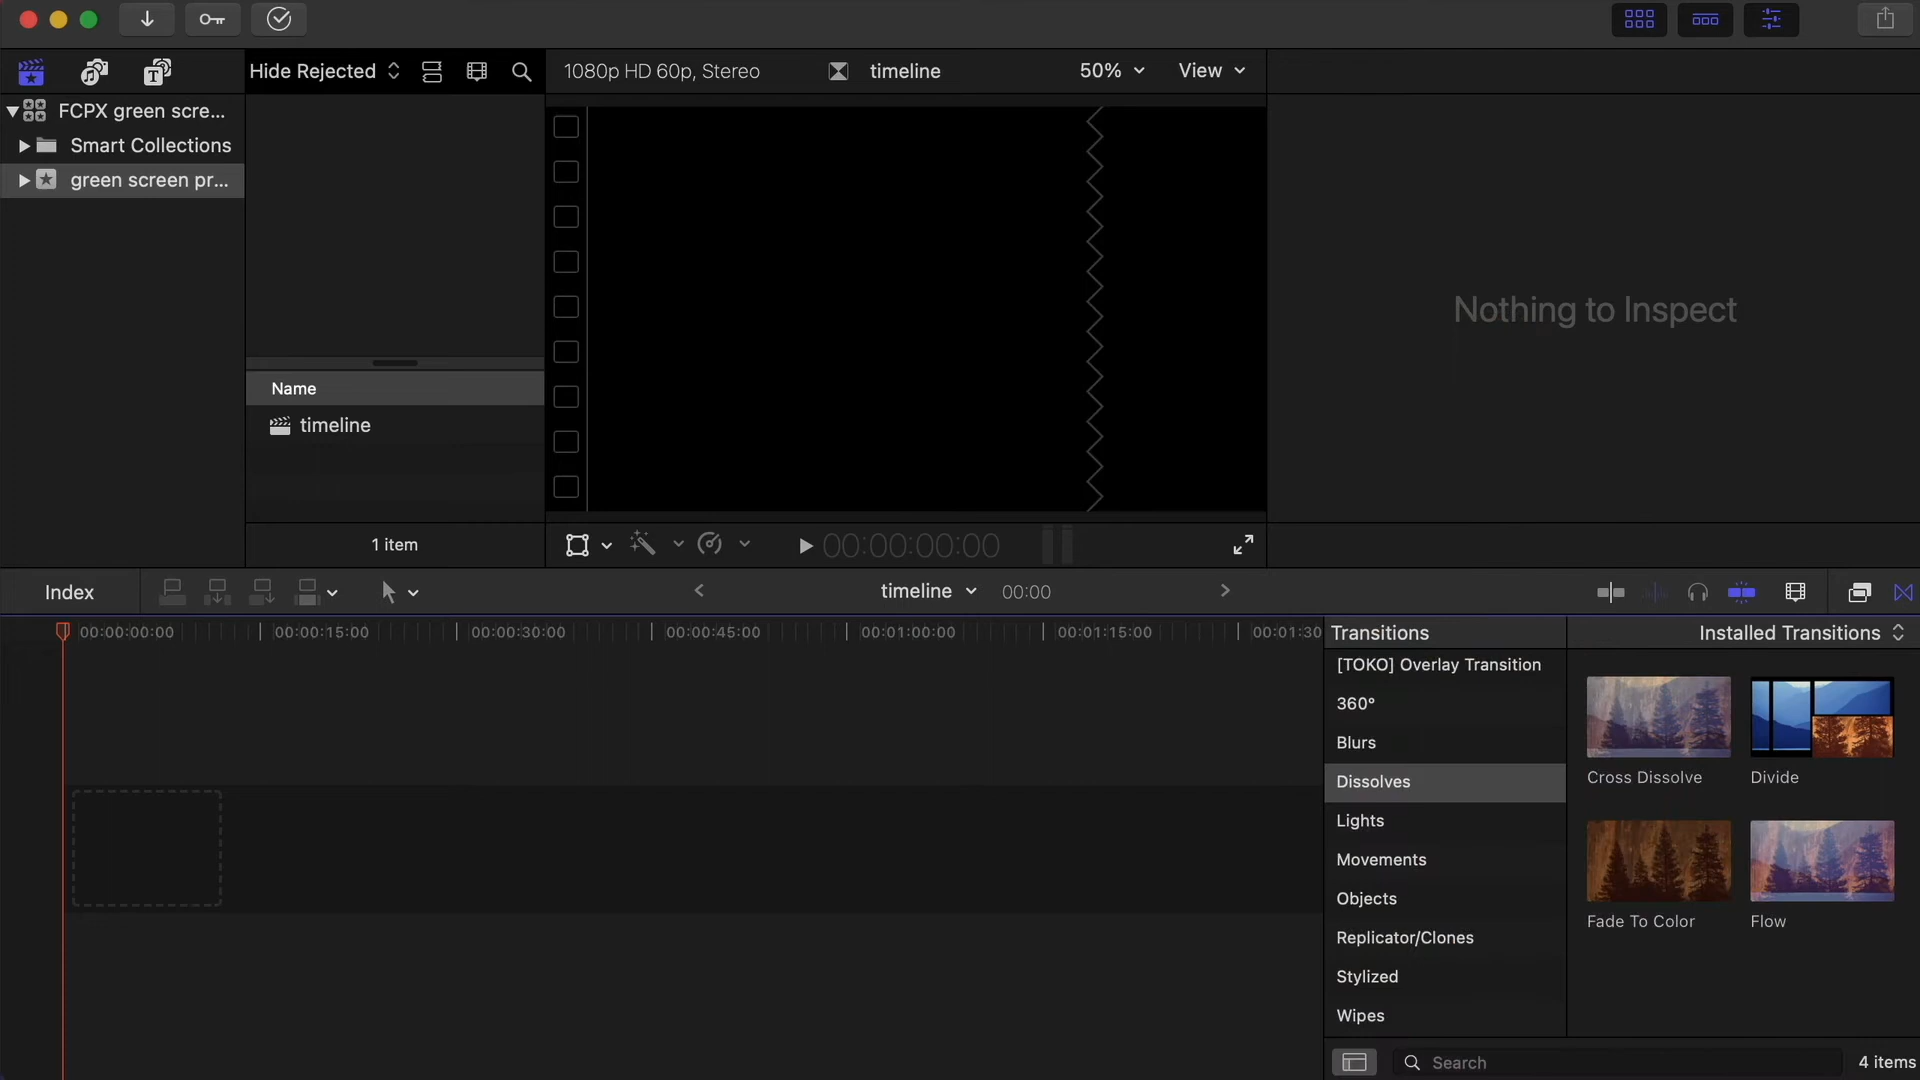 Hide Rejected
1080p HD 60p, Stereo
timeline
50%
View
FCPX green scre...
Smart Collections
green screen pr...
Nothing to Inspect
Name
timeline
1 item
00:00:00:00
Index
timeline
00:00
00:00:00:00
00:00:15:00
00:00:30:00
00:00:45:00
00:01:00:00
00:01:15:00
00:01:30
Transitions
Installed Transitions
[TOKO] Overlay Transition
360°
Blurs
Dissolves
Lights
Movements
Objects
Replicator/Clones
Stylized
Wipes
Cross Dissolve
Divide
Fade To Color
Flow
Search
4 items